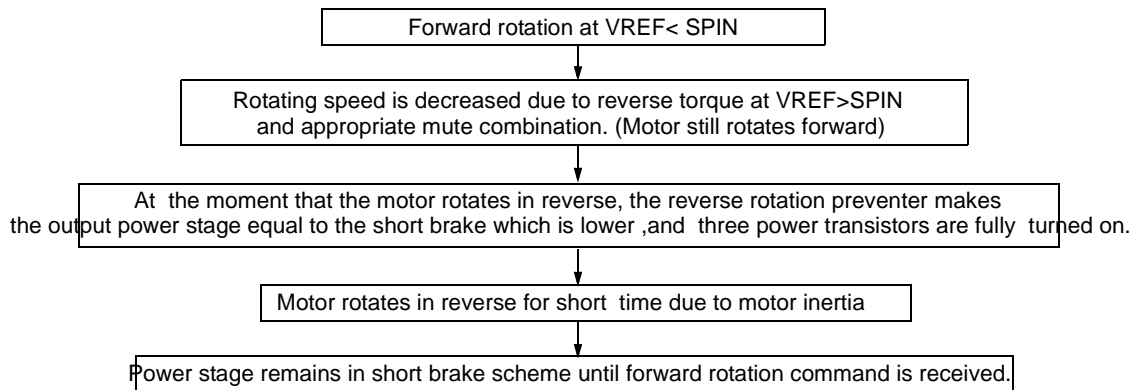 Forward rotation at VREF< SPIN
Rotating speed is decreased due to reverse torque at VREF>SPIN
and appropriate mute combination. (Motor still rotates forward)
At the moment that the motor rotates in reverse, the reverse rotation preventer makes
the output power stage equal to the short brake which is lower ,and three power transistors are fully turned on.
Motor rotates in reverse for short time due to motor inertia
Power stage remains in short brake scheme until forward rotation command is received.